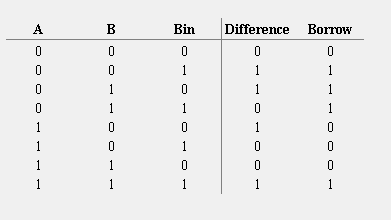 A B Bin Difference Borrow
0 0 0 0 0
0 0 1 1 1
0 1 0 1 1
0 1 1 0 1
1 0 0 1 0
1 0 1 0 0
1 1 0 0 0
1 1 1 1 1